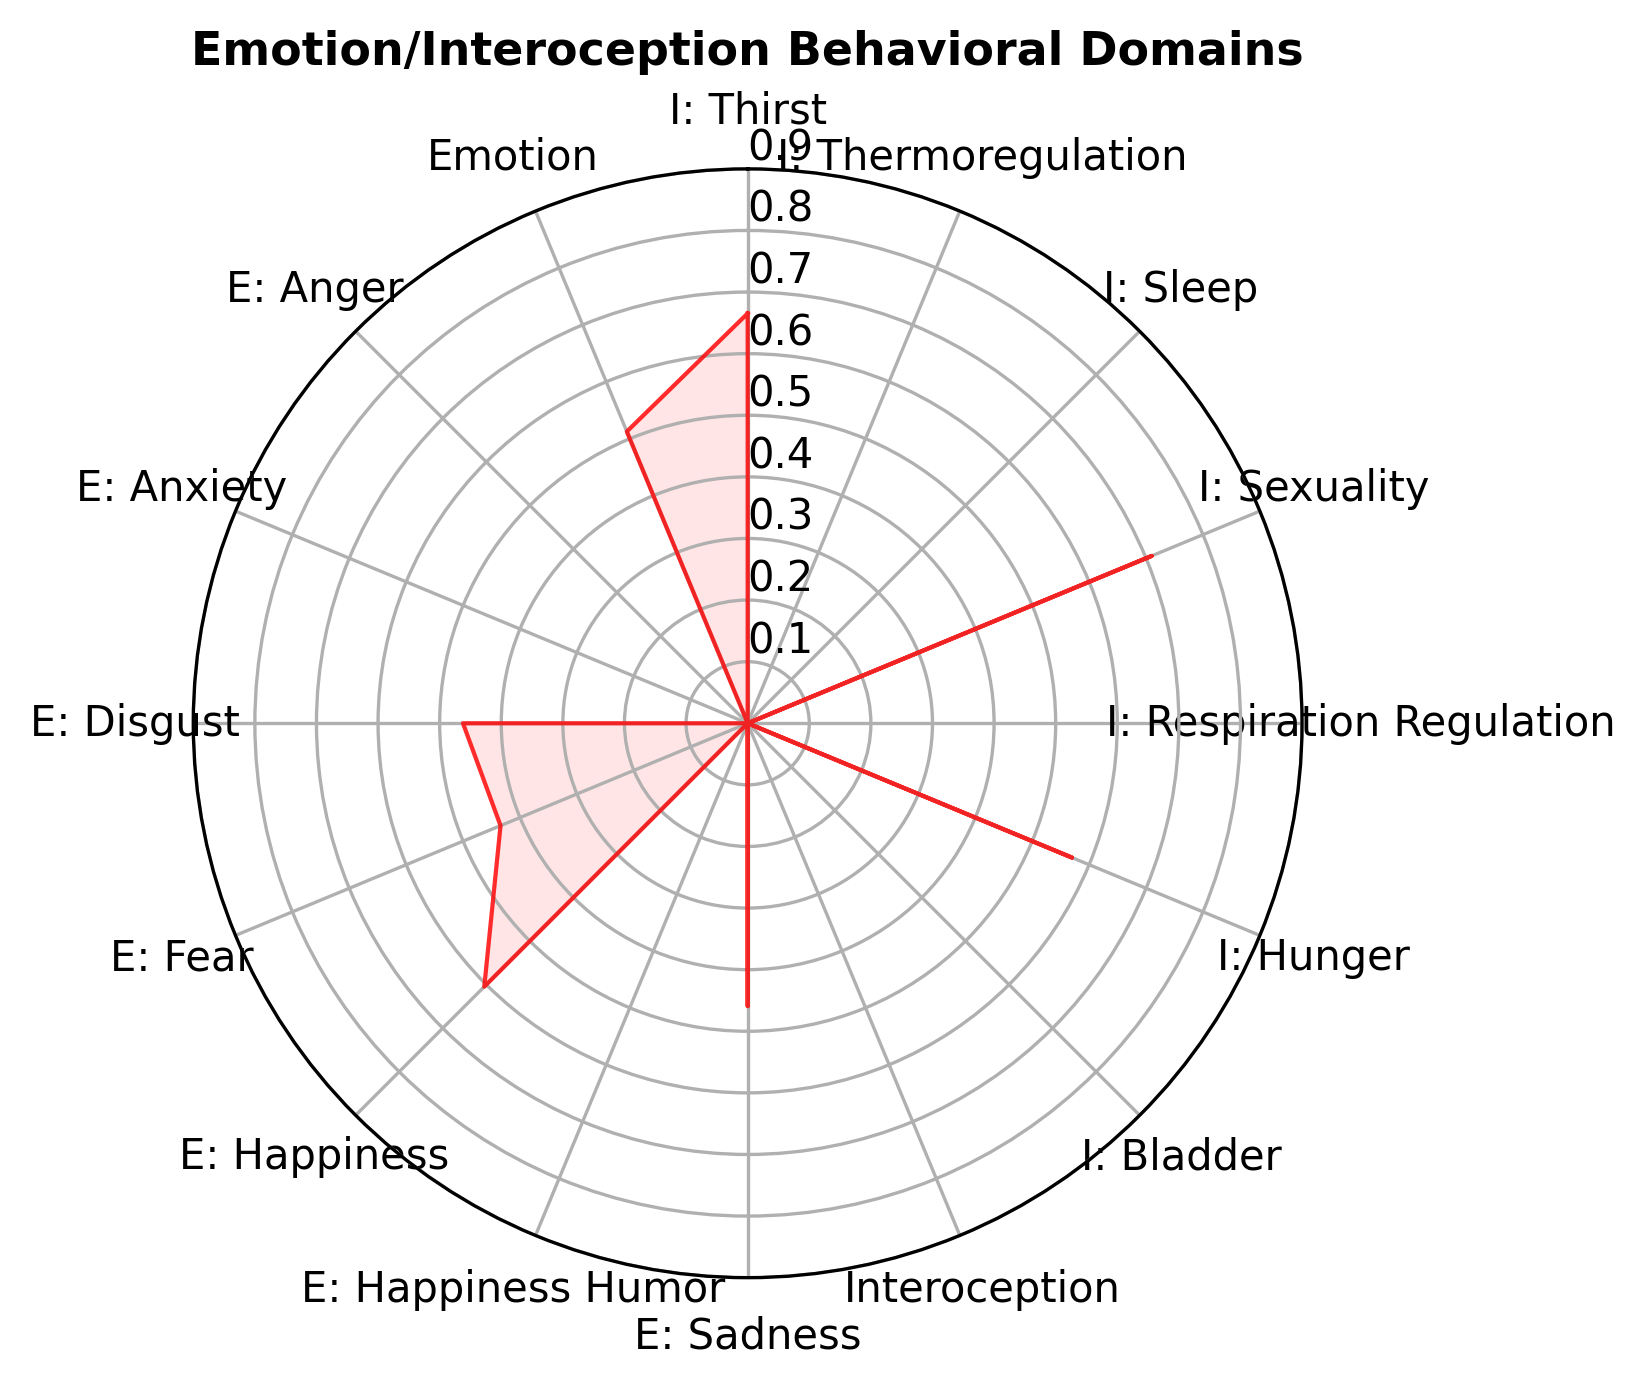 Emotion/Interoception Behavioral Domains
I: Thirst
Emotion
0.9
I: Thermoregulation
0.8
E: Anger
0.7
I: Sleep
0.6
0.5
0.4
E: Anxiety
I: Sexuality
0.3
0.2
0.1
E: Disgust
I: Respiration Regulation
E: Fear
I: Hunger
E: Happiness
I: Bladder
E: Happiness Humor
Interoception
E: Sadness